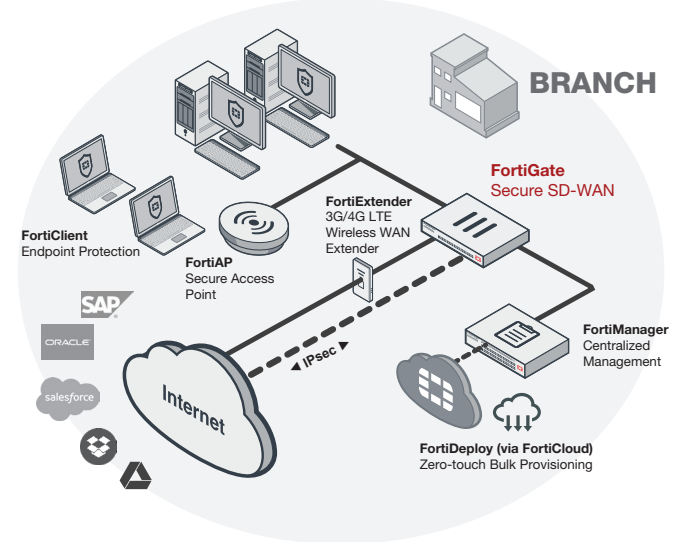 BRANCH
FortiGate
Secure SD-WAN
FortiExtender
3G/4G LTE
Wireless WAN
Extender
FortiClient
Endpoint Protection
FortiAP
Secure Access
Point
SAP
ORACLE
salesforce
Internet
IPsec
FortiManager
Centralized
Management
FortiDeploy (via FortiCloud)
Zero-touch Bulk Provisioning